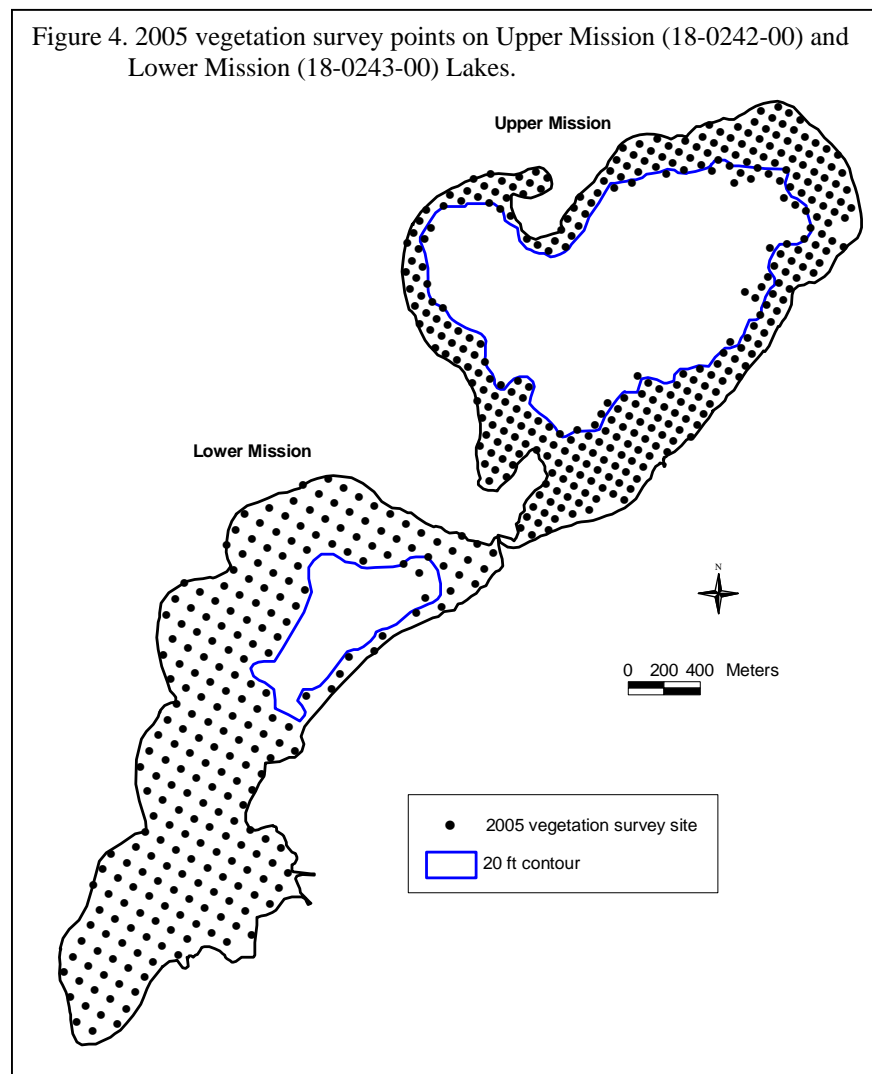 Figure 4. 2005 vegetation survey points on Upper Mission (18-0242-00) and
Lower Mission (18-0243-00) Lakes.
Upper Mission
Lower Mission
N
0 200 400 Meters
2005 vegetation survey site
20 ft contour